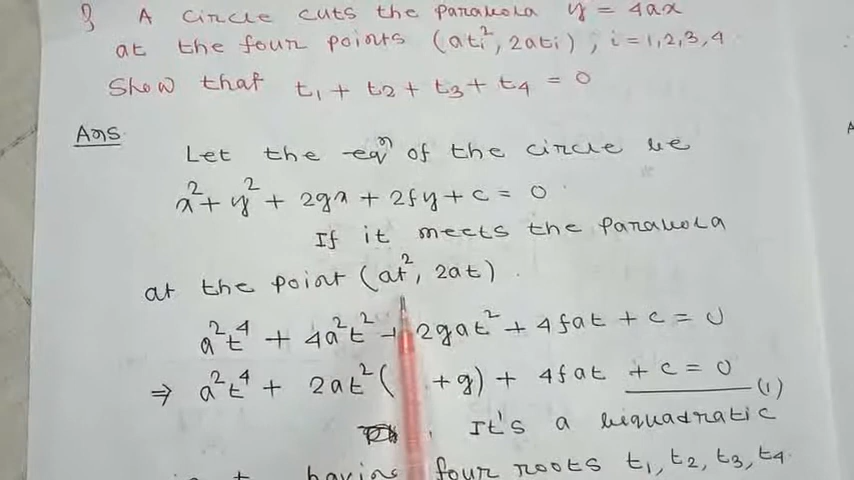 Q A circle cuts the parabola y = 4ax
at the four points (ati², 2ati), i = 1,2,3,4
Show that t₁ + t₂ + t₃ + t₄ = 0
Ans
Let the eqⁿ of the circle be
x² + y² + 2gx + 2fy + c = 0
If it meets the parabola
at the point (at², 2at)
a²t⁴ + 4a²t² + 2gat² + 4fat + c = 0
⇒ a²t⁴ + 2at²( + g) + 4fat + c = 0 (1)
It's a biquadratic
in t having four roots t₁, t₂, t₃, t₄